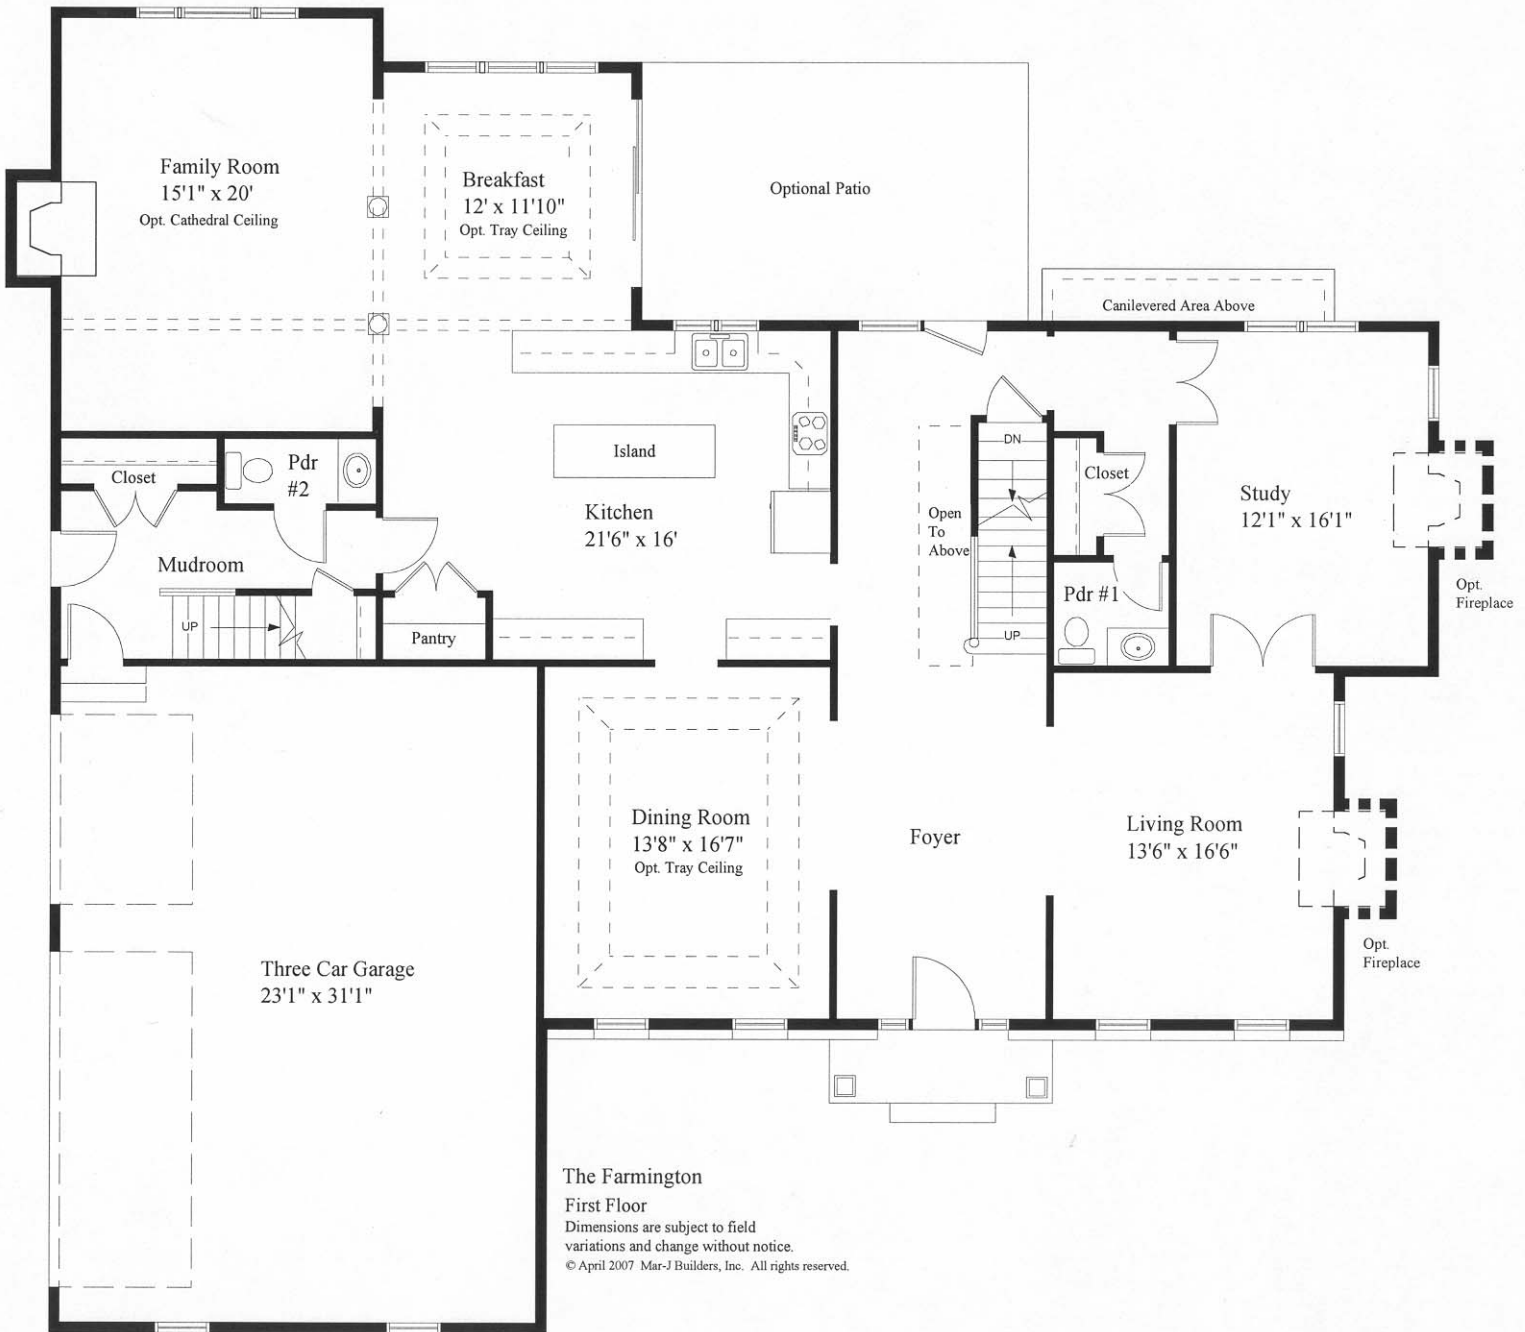 Family Room
15'1" x 20'
Opt. Cathedral Ceiling
Breakfast
12' x 11'10"
Opt. Tray Ceiling
Optional Patio
Canilevered Area Above
Closet
Pdr
#2
Island
Kitchen
21'6" x 16'
DN
Open
To
Above
Closet
Study
12'1" x 16'1"
Opt.
Fireplace
Mudroom
UP
Pantry
UP
Pdr #1
Dining Room
13'8" x 16'7"
Opt. Tray Ceiling
Foyer
Living Room
13'6" x 16'6"
Opt.
Fireplace
Three Car Garage
23'1" x 31'1"
The Farmington
First Floor
Dimensions are subject to field
variations and change without notice.
© April 2007 Mar-J Builders, Inc. All rights reserved.